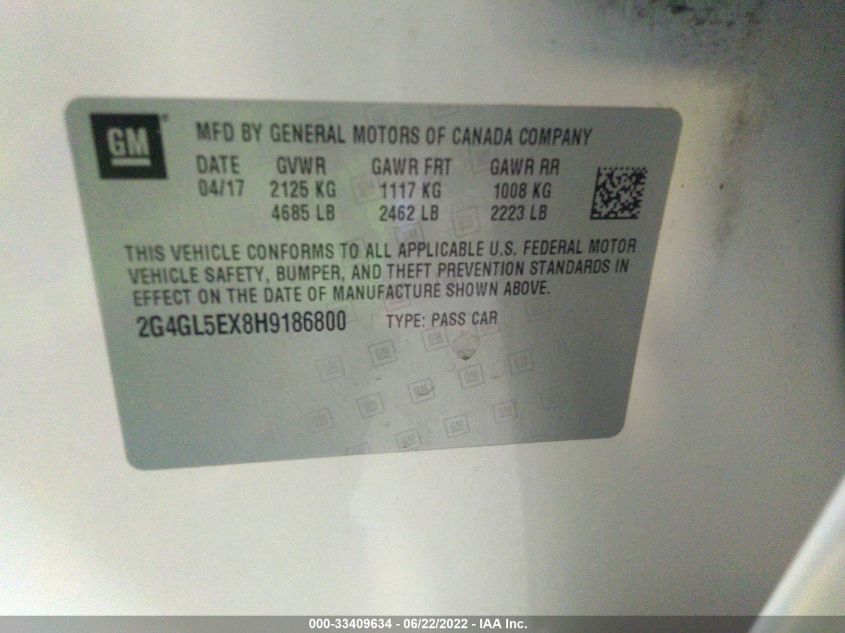 GM
MFD BY GENERAL MOTORS OF CANADA COMPANY
DATE GVWR GAWR FRT GAWR RR
04/17 2125 KG 1117 KG 1008 KG
4685 LB 2462 LB 2223 LB
THIS VEHICLE CONFORMS TO ALL APPLICABLE U.S. FEDERAL MOTOR
VEHICLE SAFETY, BUMPER, AND THEFT PREVENTION STANDARDS IN
EFFECT ON THE DATE OF MANUFACTURE SHOWN ABOVE.
2G4GL5EX8H9186800 TYPE: PASS CAR
000-33409634 - 06/22/2022 - IAA Inc.